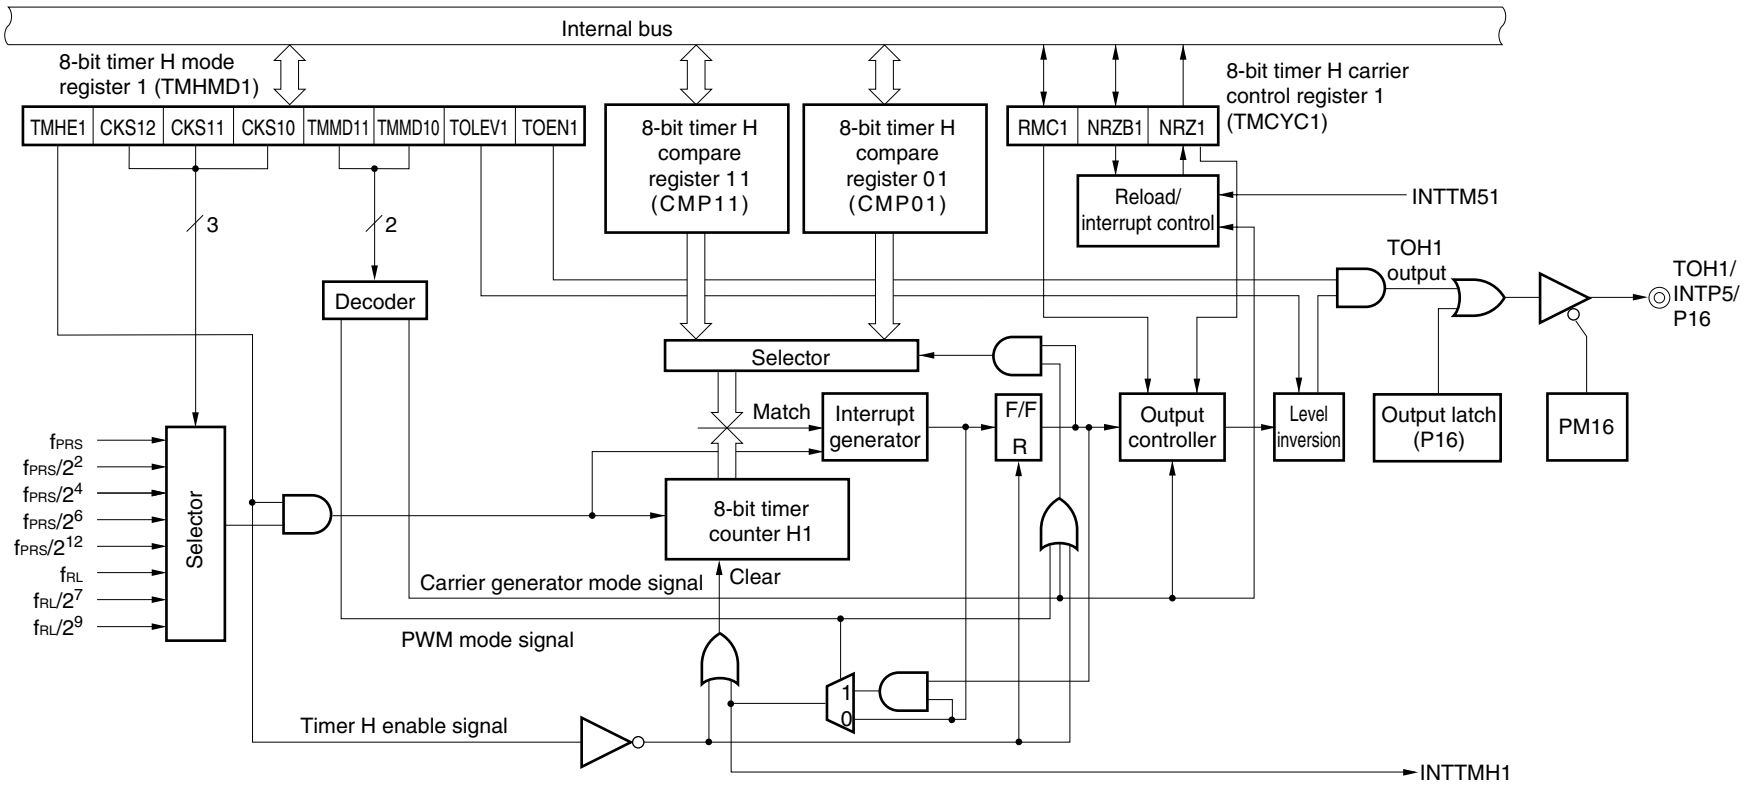 Internal bus
8-bit timer H mode
register 1 (TMHMD1)
8-bit timer H carrier
control register 1
(TMCYC1)
TMHE1 CKS12 CKS11 CKS10 TMMD11 TMMD10 TOLEV1 TOEN1
8-bit timer H
compare
register 11
(CMP11)
8-bit timer H
compare
register 01
(CMP01)
RMC1 NRZB1 NRZ1
Reload/
interrupt control
INTTM51
3
2
Decoder
TOH1
output
TOH1/
INTP5/
P16
Selector
Match
Interrupt
generator
F/F
R
Output
controller
Level
inversion
Output latch
(P16)
PM16
fPRS
fPRS/2²
fPRS/2⁴
fPRS/2⁶
fPRS/2¹²
fRL
fRL/2⁷
fRL/2⁹
Selector
8-bit timer
counter H1
Clear
Carrier generator mode signal
PWM mode signal
1
0
Timer H enable signal
INTTMH1